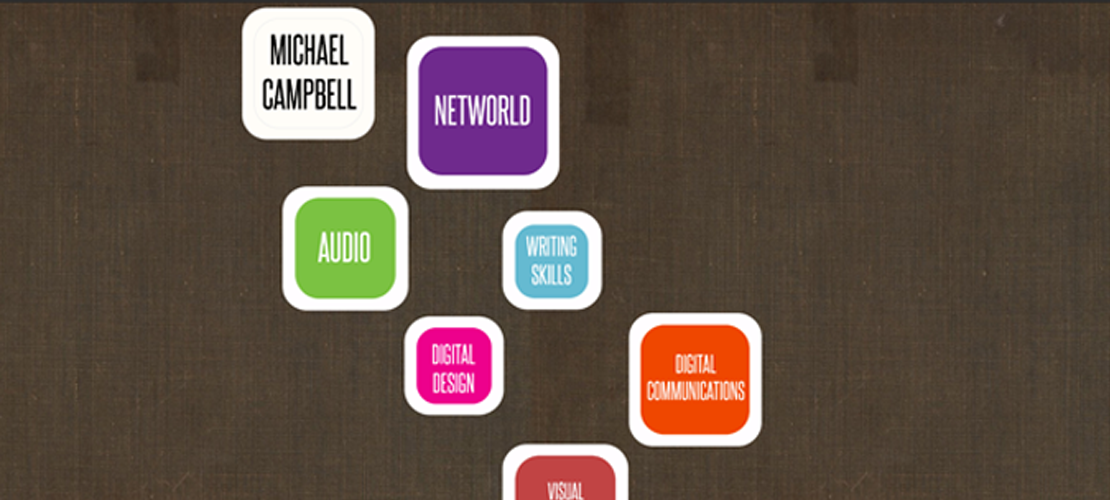 MICHAEL
CAMPBELL
NETWORLD
AUDIO
WRITING
SKILLS
DIGITAL
DESIGN
DIGITAL
COMMUNICATIONS
VISUAL